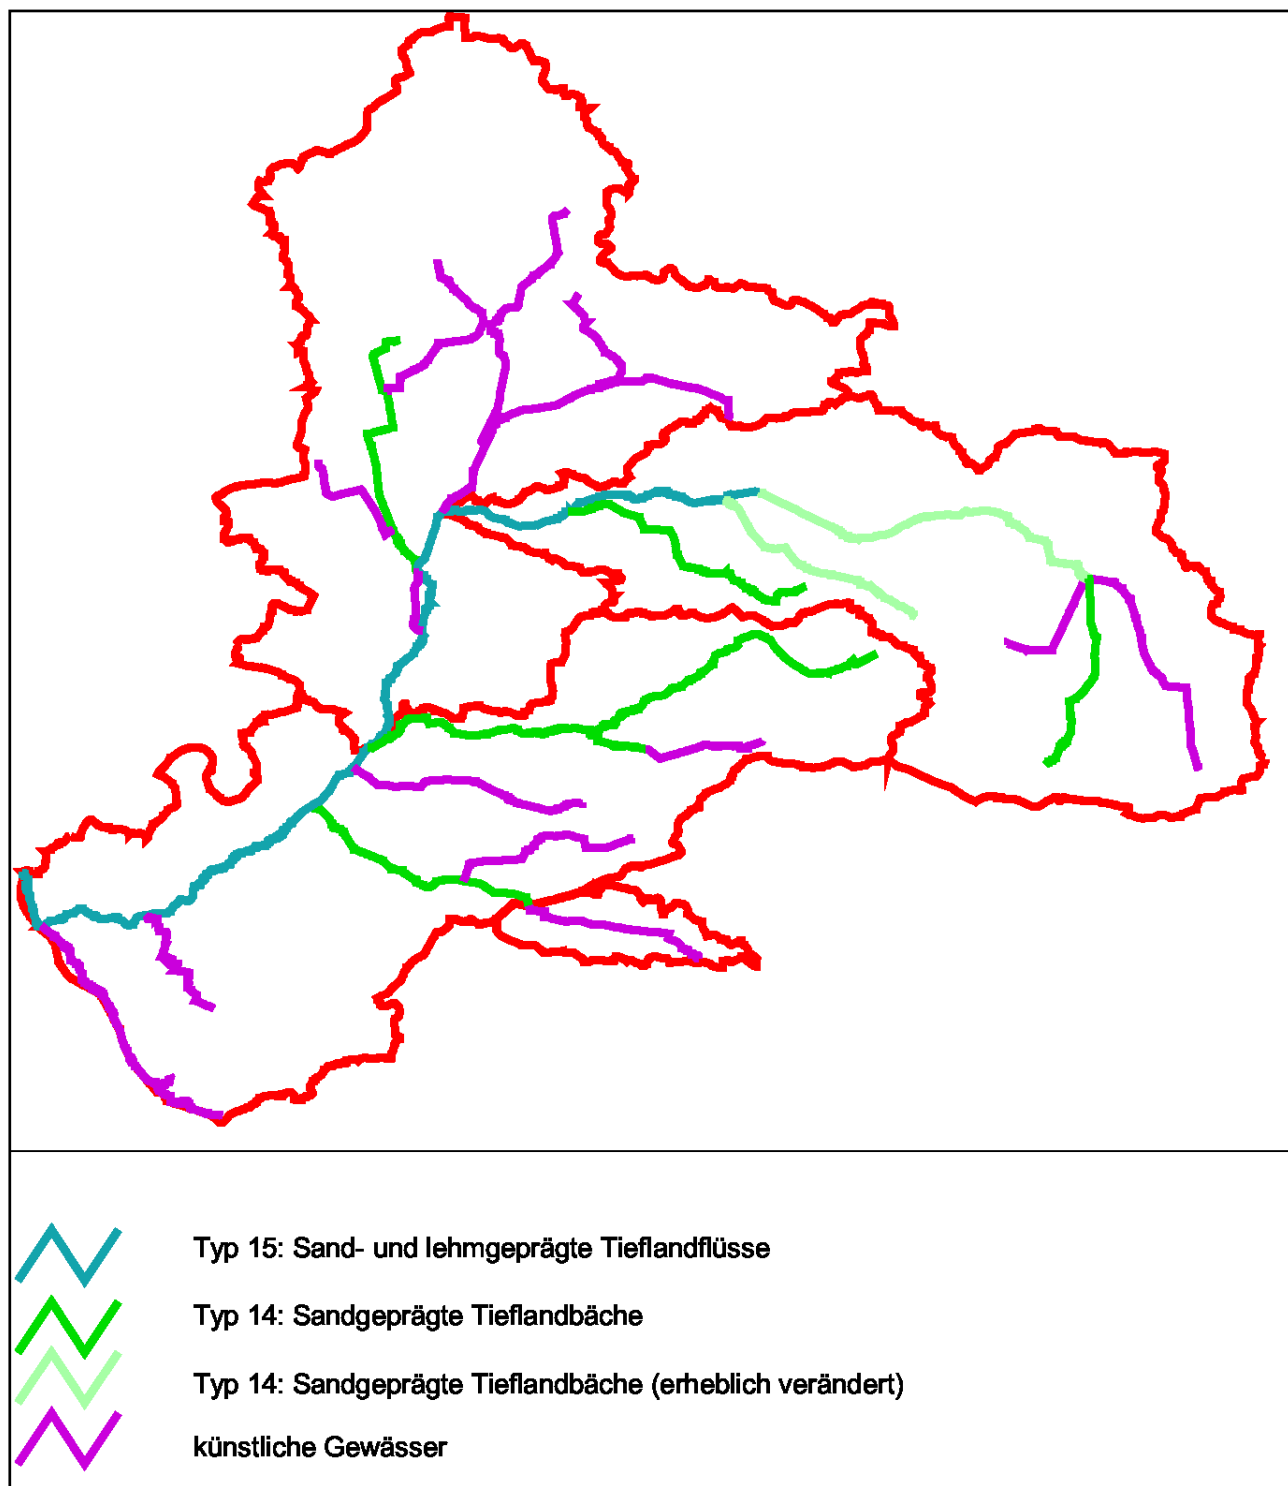 Typ 15: Sand- und lehmgeprägte Tieflandflüsse
Typ 14: Sandgeprägte Tieflandbäche
Typ 14: Sandgeprägte Tieflandbäche (erheblich verändert)
künstliche Gewässer